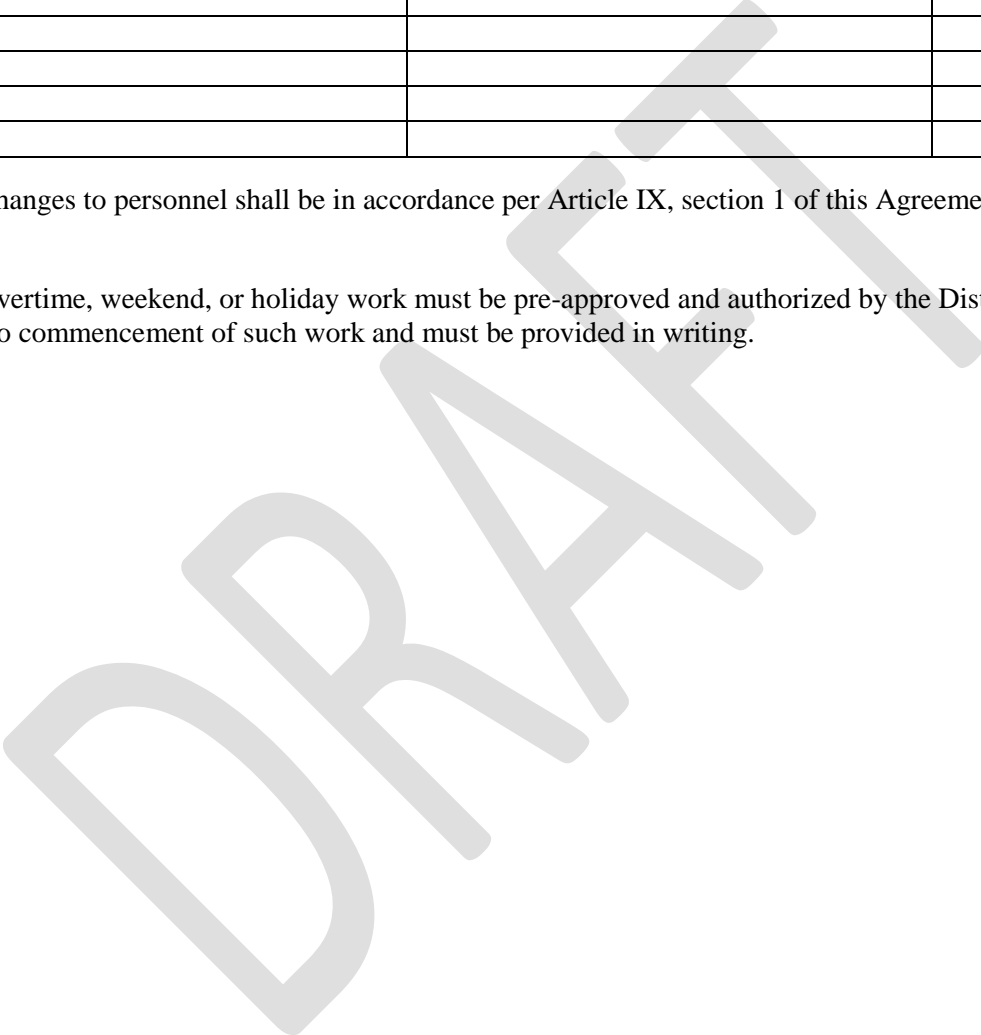 hanges to personnel shall be in accordance per Article IX, section 1 of this Agreeme
vertime, weekend, or holiday work must be pre-approved and authorized by the Dist
o commencement of such work and must be provided in writing.
DRAFT